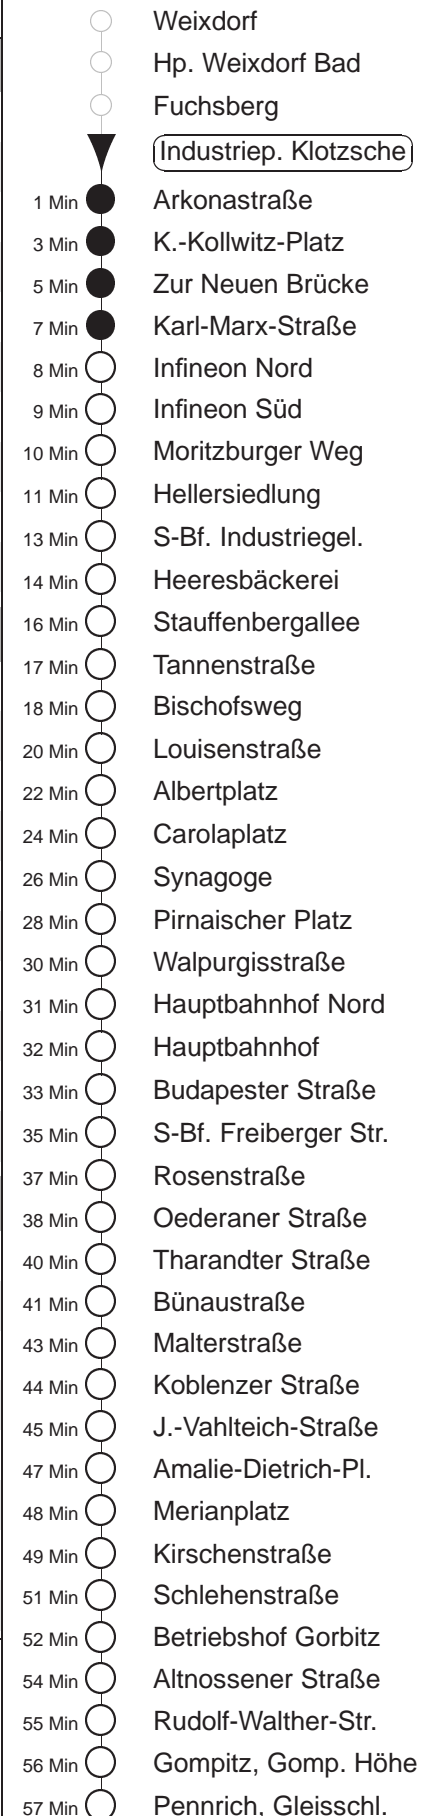 Weixdorf
Hp. Weixdorf Bad
Fuchsberg
Industriep. Klotzsche
1 Min Arkonastraße
3 Min K.-Kollwitz-Platz
5 Min Zur Neuen Brücke
7 Min Karl-Marx-Straße
8 Min Infineon Nord
9 Min Infineon Süd
10 Min Moritzburger Weg
11 Min Hellersiedlung
13 Min S-Bf. Industriegel.
14 Min Heeresbäckerei
16 Min Stauffenbergallee
17 Min Tannenstraße
18 Min Bischofsweg
20 Min Louisenstraße
22 Min Albertplatz
24 Min Carolaplatz
26 Min Synagoge
28 Min Pirnaischer Platz
30 Min Walpurgisstraße
31 Min Hauptbahnhof Nord
32 Min Hauptbahnhof
33 Min Budapester Straße
35 Min S-Bf. Freiberger Str.
37 Min Rosenstraße
38 Min Oederaner Straße
40 Min Tharandter Straße
41 Min Bünaustraße
43 Min Malterstraße
44 Min Koblenzer Straße
45 Min J.-Vahlteich-Straße
47 Min Amalie-Dietrich-Pl.
48 Min Merianplatz
49 Min Kirschenstraße
51 Min Schlehenstraße
52 Min Betriebshof Gorbitz
54 Min Altnossener Straße
55 Min Rudolf-Walther-Str.
56 Min Gompitz, Gomp. Höhe
57 Min Pennrich, Gleisschl.